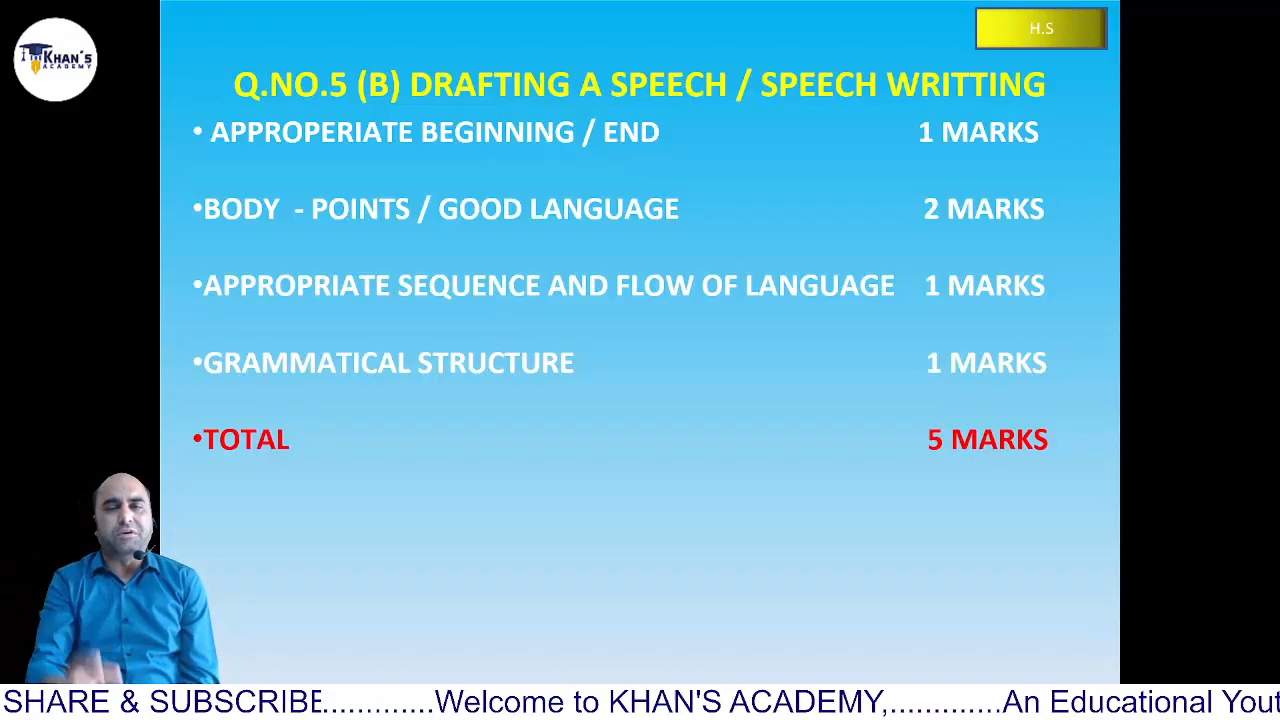 H.S
KHAN'S
ACADEMY
Q.NO.5 (B) DRAFTING A SPEECH / SPEECH WRITTING
• APPROPERIATE BEGINNING / END 1 MARKS
•BODY - POINTS / GOOD LANGUAGE 2 MARKS
•APPROPRIATE SEQUENCE AND FLOW OF LANGUAGE 1 MARKS
•GRAMMATICAL STRUCTURE 1 MARKS
•TOTAL 5 MARKS
SHARE & SUBSCRIBE.............Welcome to KHAN'S ACADEMY,.............An Educational Yout